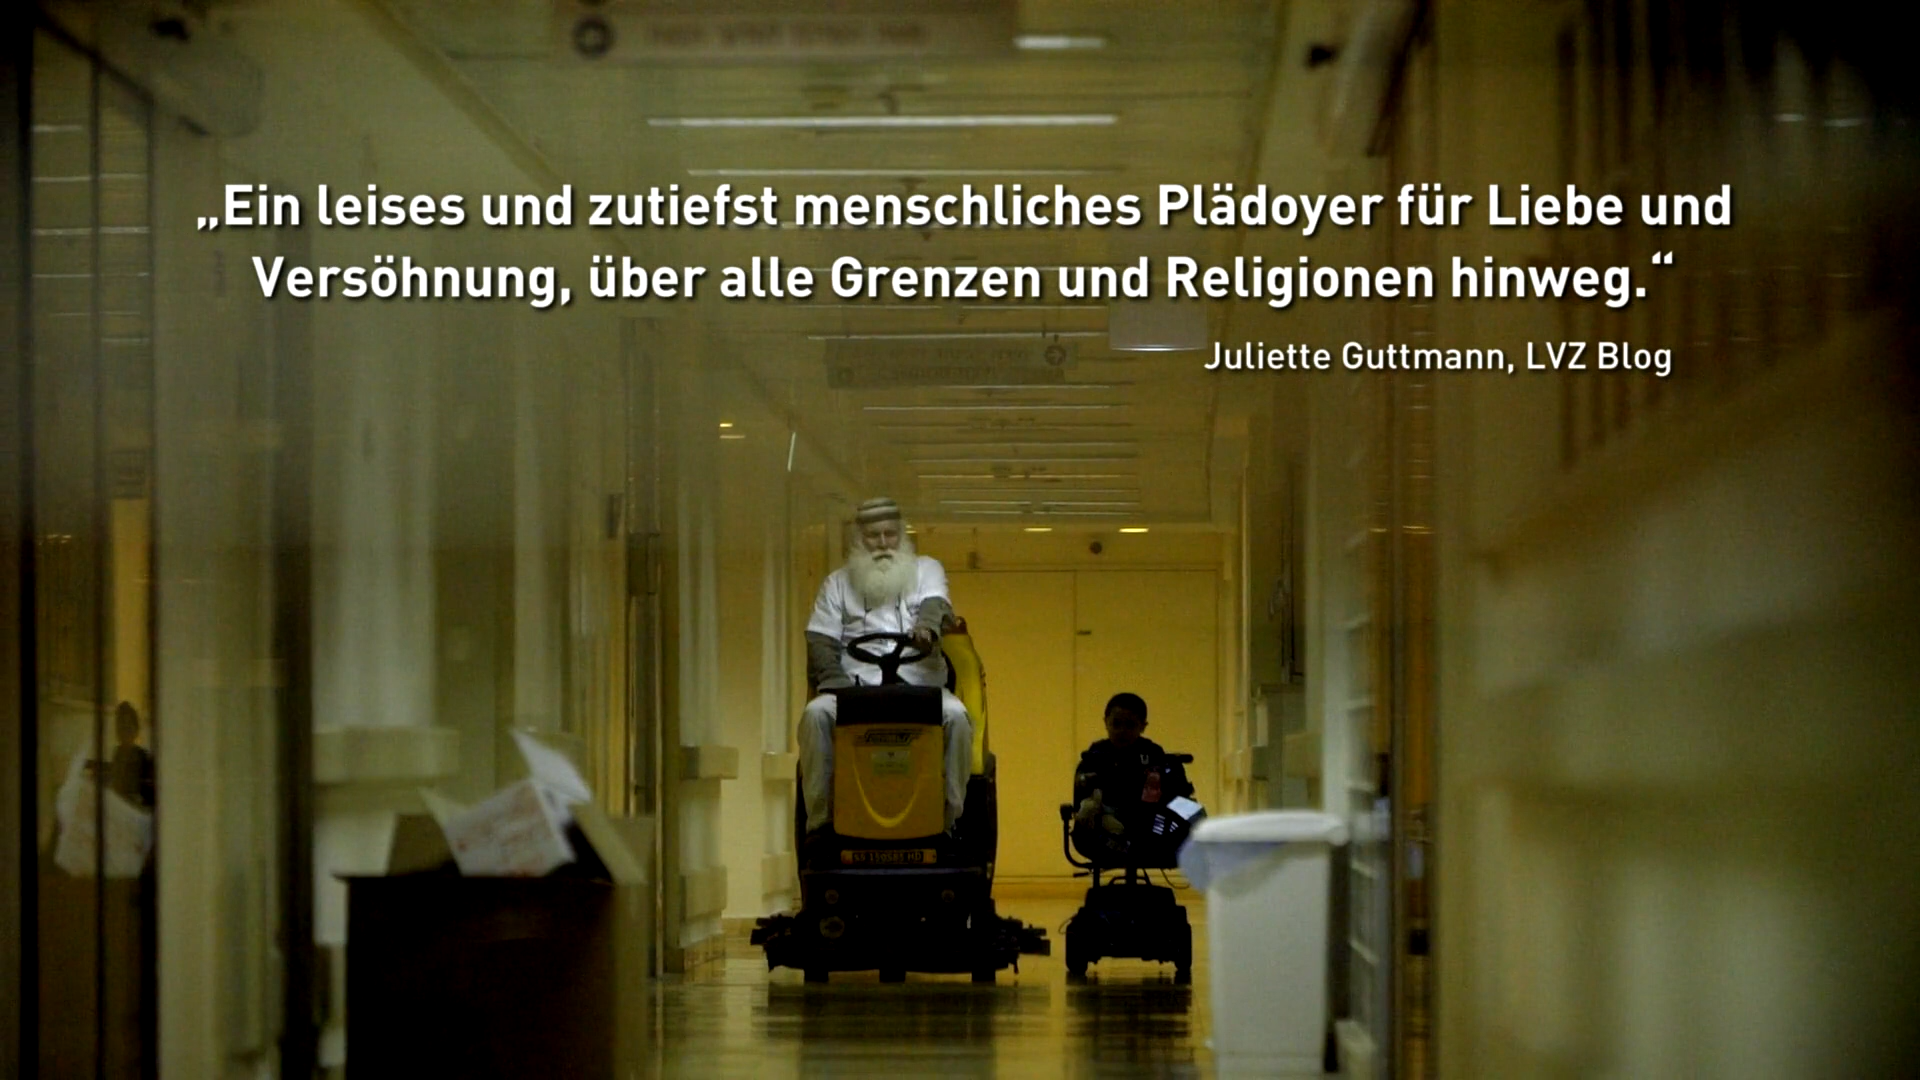 „Ein leises und zutiefst menschliches Plädoyer für Liebe und
Versöhnung, über alle Grenzen und Religionen hinweg.“
Juliette Guttmann, LVZ Blog